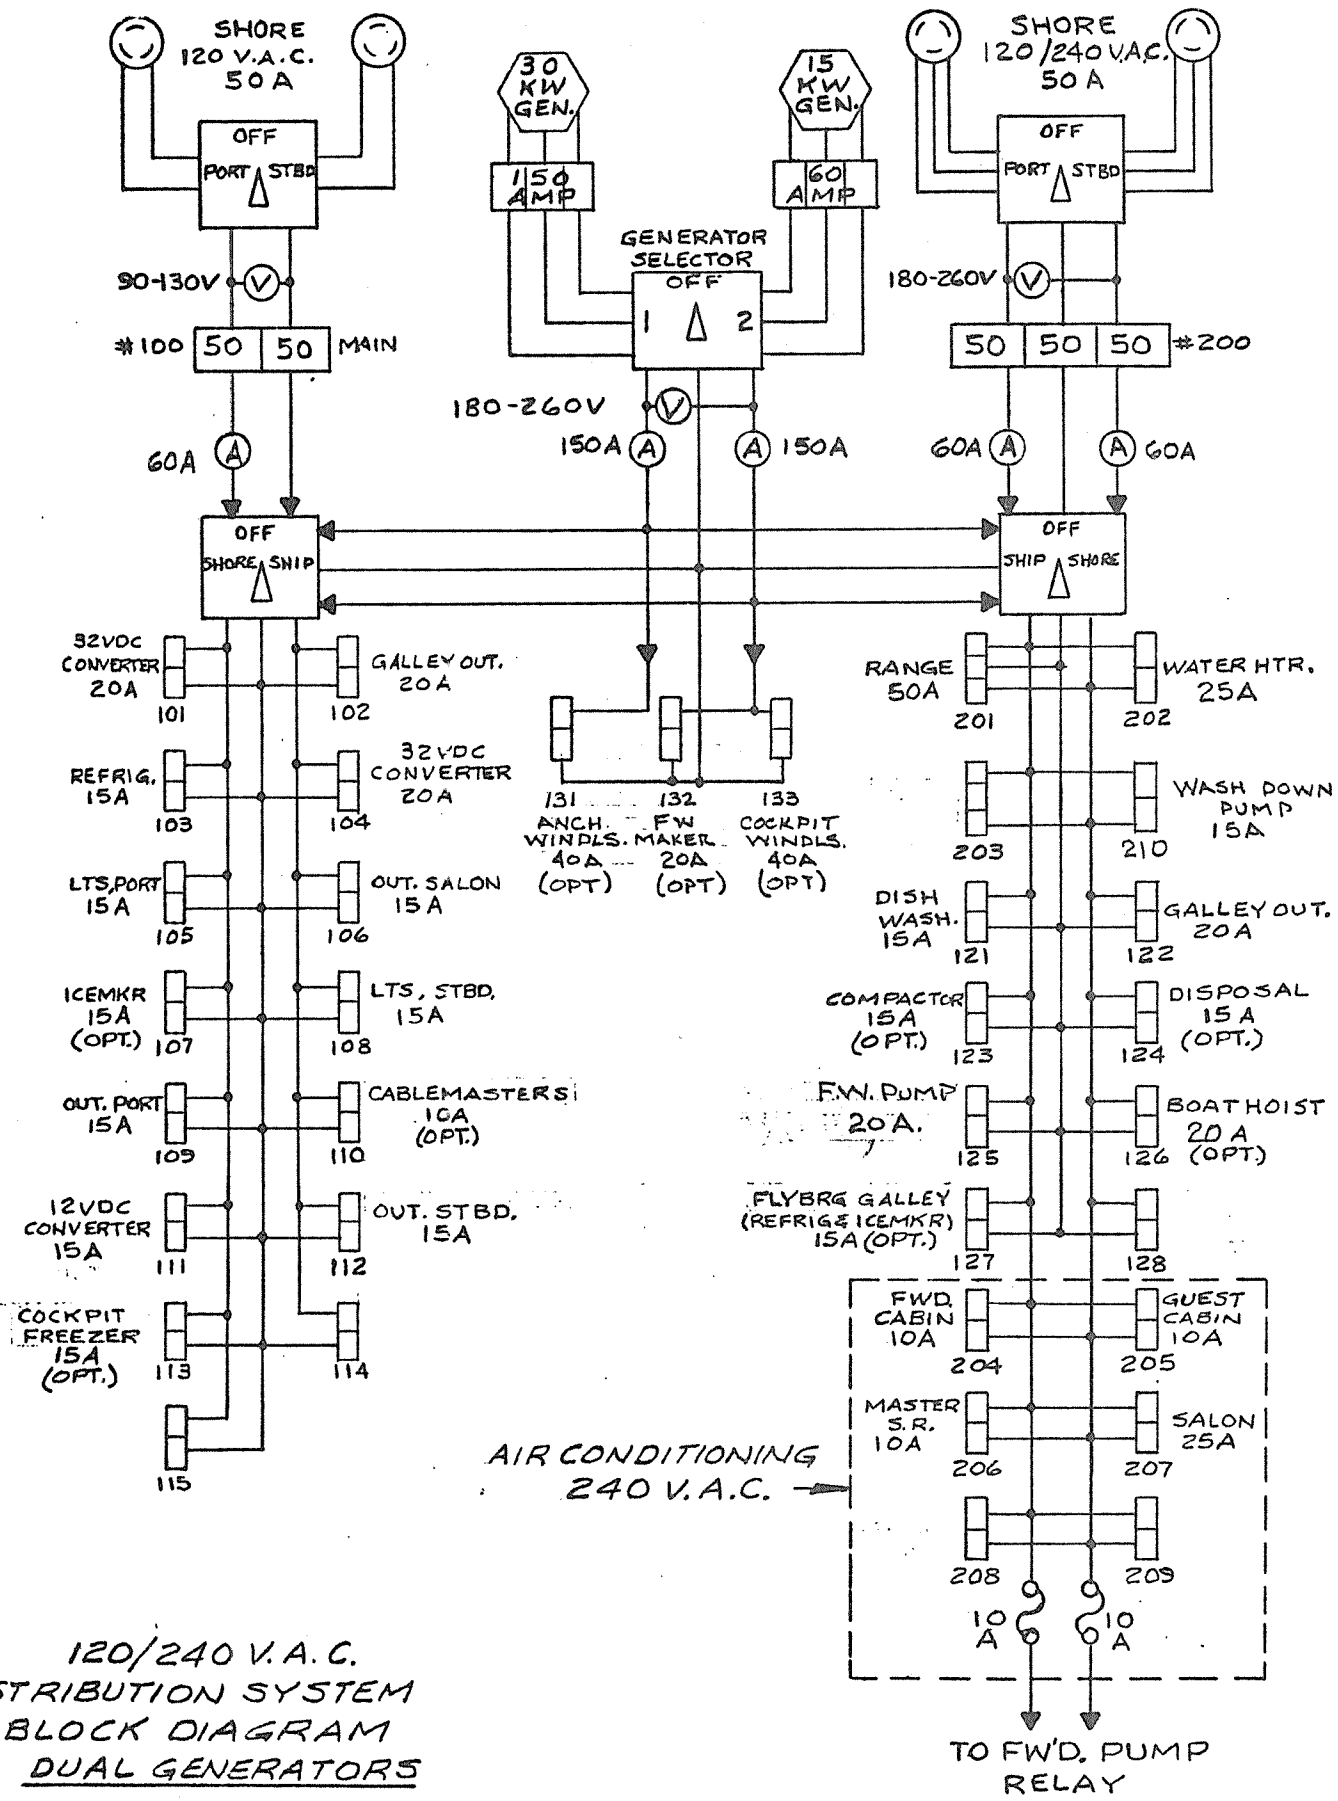 SHORE
120 V.A.C.
50 A
OFF
PORT STBD
90-130V
V
#100 50 50 MAIN
60A
A
OFF
SHORE SHIP
30
KW
GEN.
150
AMP
15
KW
GEN.
60
AMP
GENERATOR
SELECTOR
OFF
1 2
180-260V
V
150A A A 150A
SHORE
120/240 V.A.C.
50 A
OFF
PORT STBD
180-260V
V
50 50 50 #200
60A A A 60A
OFF
SHIP SHORE
32VDC
CONVERTER
20A
101
GALLEY OUT.
20A
102
REFRIG.
15A
103
32VDC
CONVERTER
20A
104
LTS, PORT
15A
105
OUT. SALON
15A
106
ICEMKR
15A
(OPT.)
107
LTS, STBD.
15A
108
OUT. PORT
15A
109
CABLEMASTERS
10A
(OPT.)
110
12VDC
CONVERTER
15A
111
OUT. STBD.
15A
112
COCKPIT
FREEZER
15A
(OPT.)
113
114
115
131
ANCH.
WINDLS.
40A
(OPT)
132
FW
MAKER
20A
(OPT)
133
COCKPIT
WINDLS.
40A
(OPT)
RANGE
50A
201
WATER HTR.
25A
202
203
WASH DOWN
PUMP
15A
210
DISH
WASH.
15A
121
GALLEY OUT.
20A
122
COMPACTOR
15A
(OPT.)
123
DISPOSAL
15A
(OPT.)
124
F.W. PUMP
20A.
125
BOAT HOIST
20A
(OPT.)
126
FLYBRG GALLEY
(REFRIG & ICEMKR)
15A (OPT.)
127
128
FWD.
CABIN
10A
204
GUEST
CABIN
10A
205
MASTER
S.R.
10A
206
SALON
25A
207
208
209
10
A
10
A
AIR CONDITIONING
240 V.A.C.
TO FW'D. PUMP
RELAY
120/240 V.A.C.
STRIBUTION SYSTEM
BLOCK DIAGRAM
DUAL GENERATORS